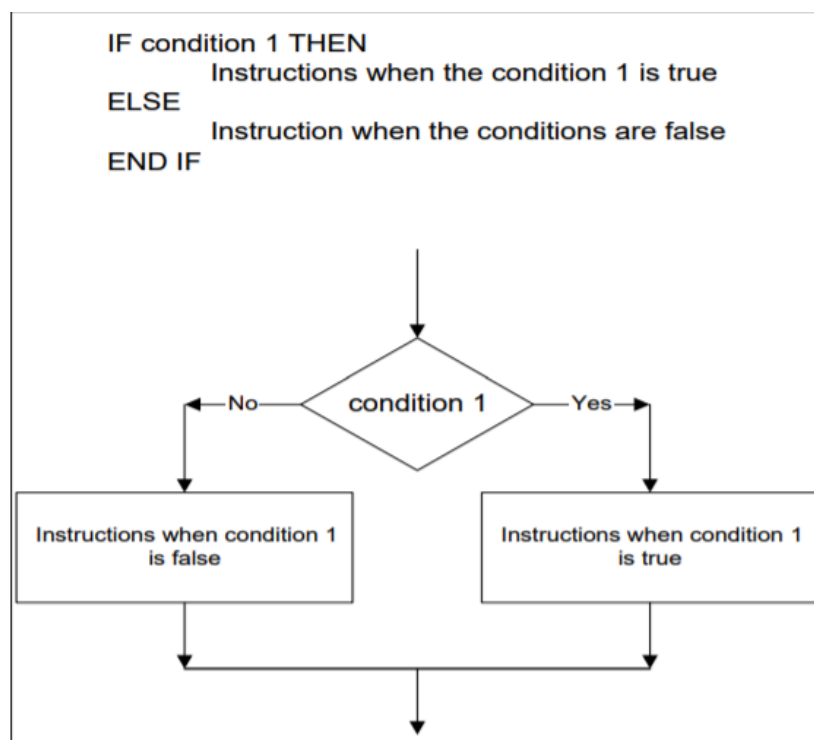 IF condition 1 THEN
Instructions when the condition 1 is true
ELSE
Instruction when the conditions are false
END IF
condition 1
No
Yes
Instructions when condition 1
is false
Instructions when condition 1
is true